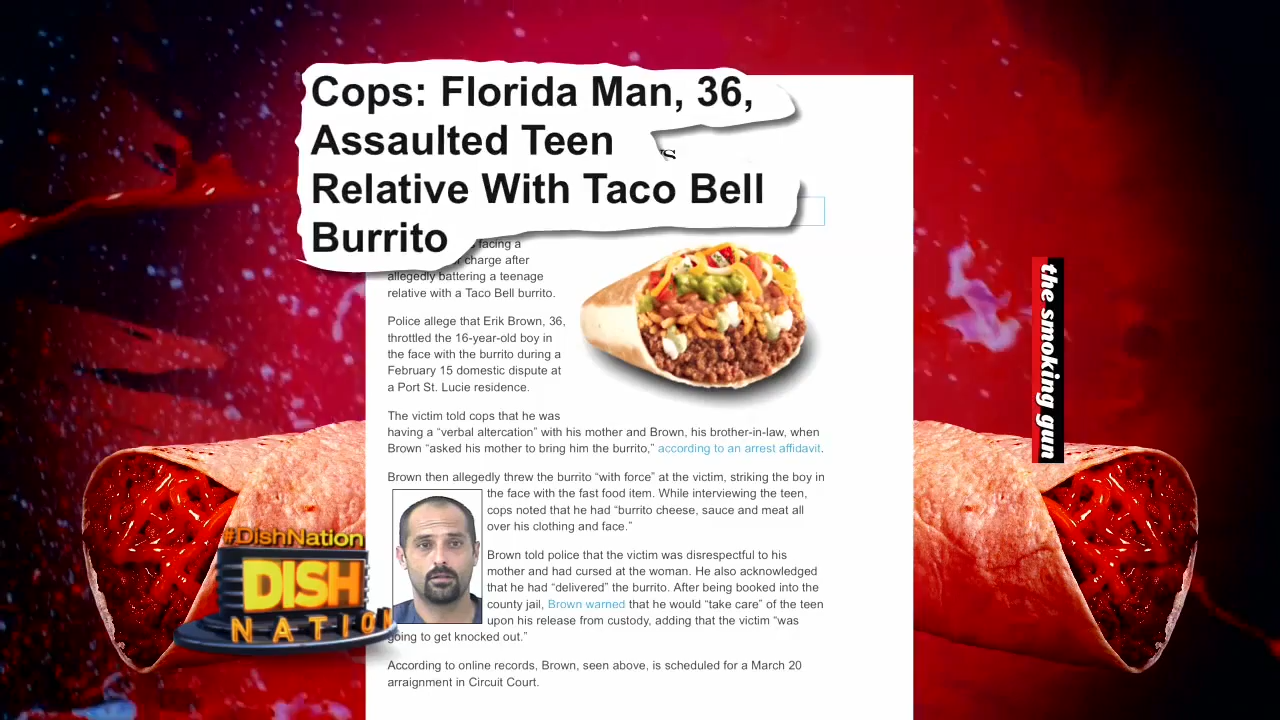 Cops: Florida Man, 36,
Assaulted Teen
Relative With Taco Bell
Burrito
facing a
charge after
allegedly battering a teenage
relative with a Taco Bell burrito.
Police allege that Erik Brown, 36,
throttled the 16-year-old boy in
the face with the burrito during a
February 15 domestic dispute at
a Port St. Lucie residence.
The victim told cops that he was
having a “verbal altercation” with his mother and Brown, his brother-in-law, when
Brown “asked his mother to bring him the burrito,” according to an arrest affidavit.
Brown then allegedly threw the burrito “with force” at the victim, striking the boy in
the face with the fast food item. While interviewing the teen,
cops noted that he had “burrito cheese, sauce and meat all
over his clothing and face.”
Brown told police that the victim was disrespectful to his
mother and had cursed at the woman. He also acknowledged
that he had “delivered” the burrito. After being booked into the
county jail, Brown warned that he would “take care” of the teen
upon his release from custody, adding that the victim “was
going to get knocked out.”
According to online records, Brown, seen above, is scheduled for a March 20
arraignment in Circuit Court.
the smoking gun
#DishNation
DISH
NATION